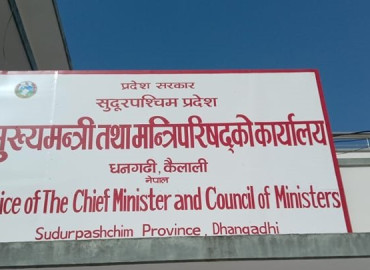 प्रदेश सरकार
सुदूरपश्चिम प्रदेश
मुख्यमन्त्री तथा मन्त्रिपरिषद्को कार्यालय
धनगढी, कैलाली
नेपाल
ice of The Chief Minister and Council of Ministers
Sudurpashchim Province, Dhangadhi